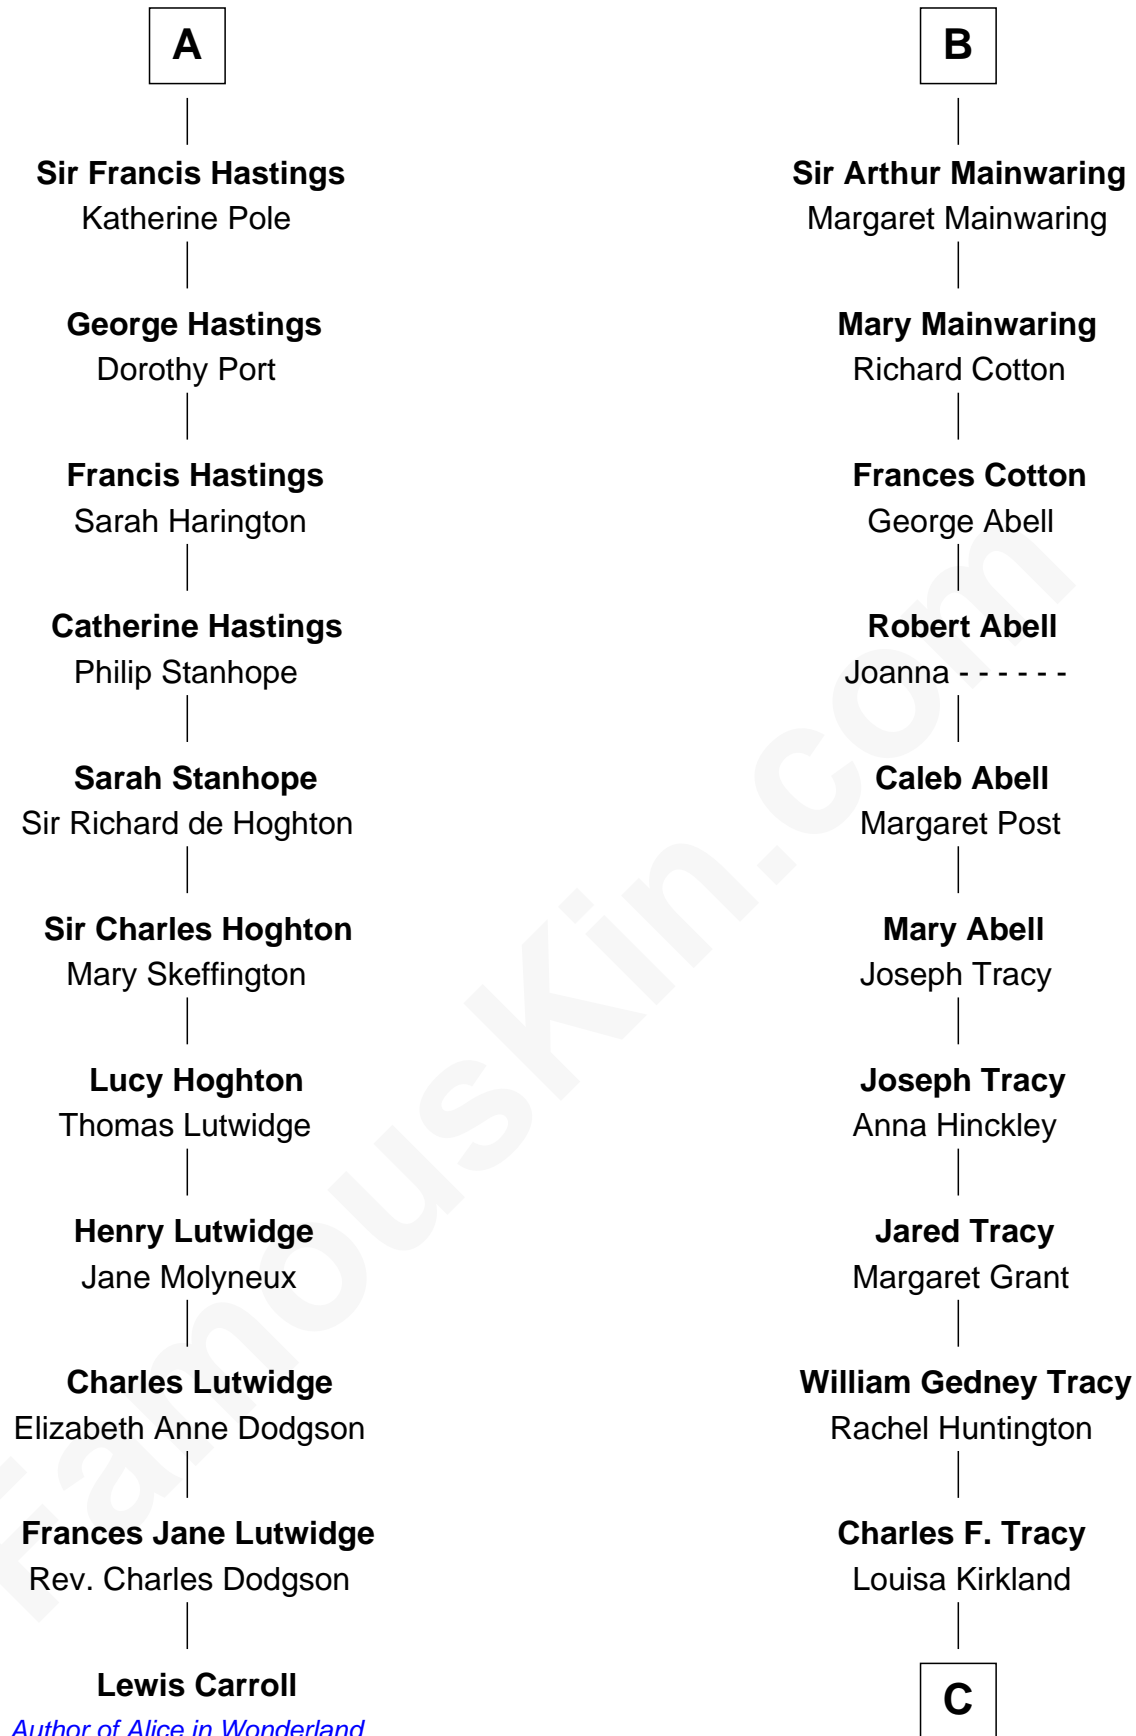 A
Sir Francis Hastings
Katherine Pole
George Hastings
Dorothy Port
Francis Hastings
Sarah Harington
Catherine Hastings
Philip Stanhope
Sarah Stanhope
Sir Richard de Hoghton
Sir Charles Hoghton
Mary Skeffington
Lucy Hoghton
Thomas Lutwidge
Henry Lutwidge
Jane Molyneux
Charles Lutwidge
Elizabeth Anne Dodgson
Frances Jane Lutwidge
Rev. Charles Dodgson
Lewis Carroll
Author of Alice in Wonderland
B
Sir Arthur Mainwaring
Margaret Mainwaring
Mary Mainwaring
Richard Cotton
Frances Cotton
George Abell
Robert Abell
Joanna - - - - - -
Caleb Abell
Margaret Post
Mary Abell
Joseph Tracy
Joseph Tracy
Anna Hinckley
Jared Tracy
Margaret Grant
William Gedney Tracy
Rachel Huntington
Charles F. Tracy
Louisa Kirkland
C
FamousKin.com